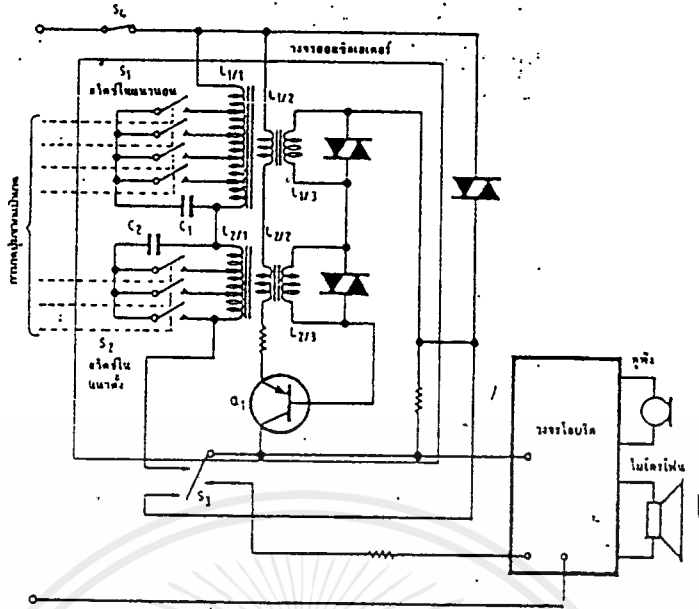 S4
วงจรออสซิลเลเตอร์
S1
สวิตช์ในแนวนอน
L1/1
L1/2
L1/3
C1
C2
L2/1
L2/2
L2/3
S2
สวิตช์ใน
แนวตั้ง
Q1
S3
วงจรไฮบริด
หูฟัง
ไมโครโฟน